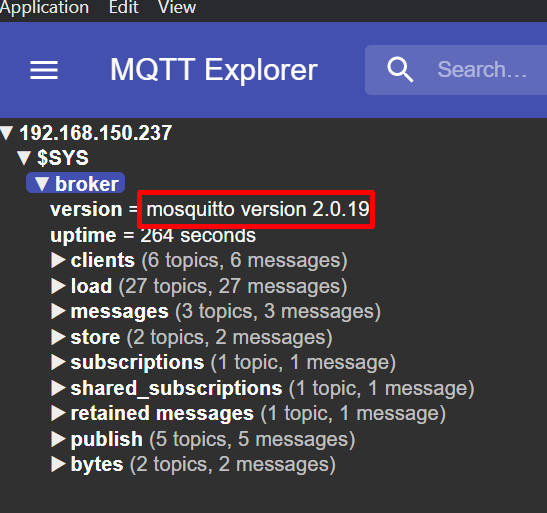 Application Edit View
MQTT Explorer Search...
192.168.150.237
$SYS
broker
version = mosquitto version 2.0.19
uptime = 264 seconds
clients (6 topics, 6 messages)
load (27 topics, 27 messages)
messages (3 topics, 3 messages)
store (2 topics, 2 messages)
subscriptions (1 topic, 1 message)
shared_subscriptions (1 topic, 1 message)
retained messages (1 topic, 1 message)
publish (5 topics, 5 messages)
bytes (2 topics, 2 messages)